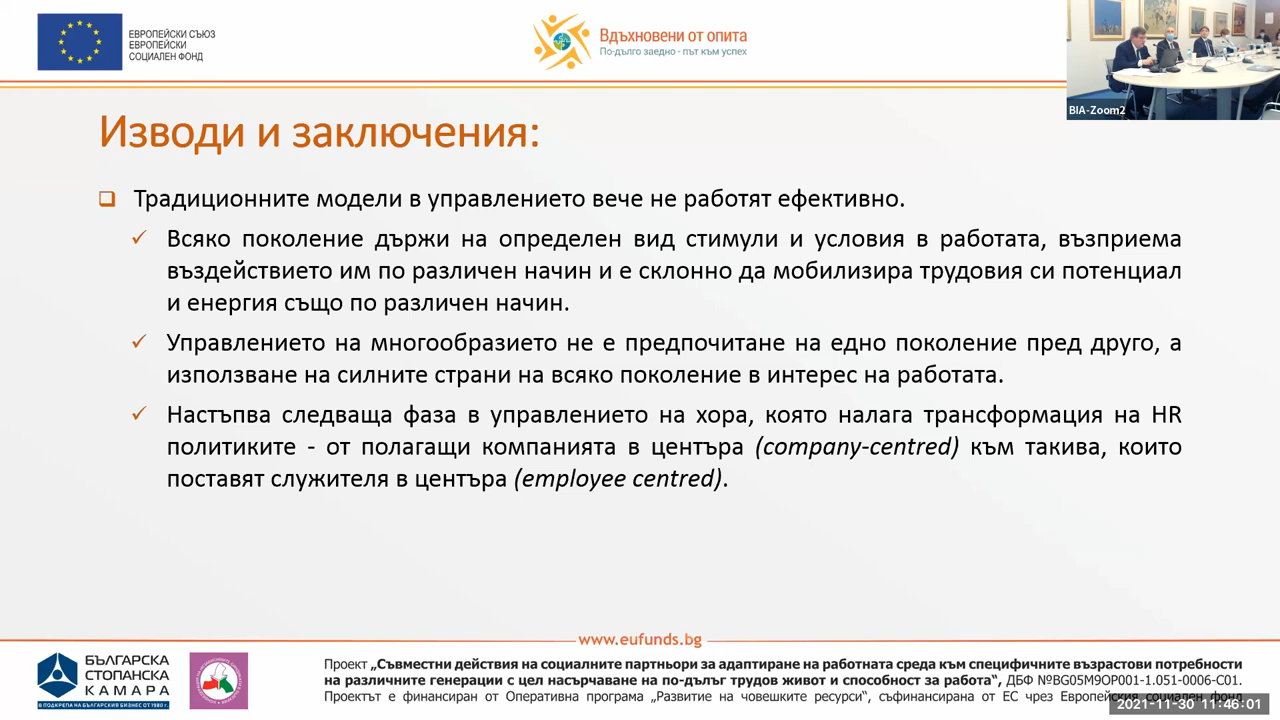 ЕВРОПЕЙСКИ СЪЮЗ
ЕВРОПЕЙСКИ
СОЦИАЛЕН ФОНД
Вдъхновени от опита
По-дълго заедно - път към успех
BIA-Zoom2
Изводи и заключения:
Традиционните модели в управлението вече не работят ефективно.
Всяко поколение държи на определен вид стимули и условия в работата, възприема
въздействието им по различен начин и е склонно да мобилизира трудовия си потенциал
и енергия също по различен начин.
Управлението на многообразието не е предпочитане на едно поколение пред друго, а
използване на силните страни на всяко поколение в интерес на работата.
Настъпва следваща фаза в управлението на хора, която налага трансформация на HR
политиките - от полагащи компанията в центъра (company-centred) към такива, които
поставят служителя в центъра (employee centred).
www.eufunds.bg
БЪЛГАРСКА
СТОПАНСКА
КАМАРА
В ПОДКРЕПА НА БЪЛГАРСКИЯ БИЗНЕС ОТ 1980 г.
Проект „Съвместни действия на социалните партньори за адаптиране на работната среда към специфичните възрастови потребности
на различните генерации с цел насърчаване на по-дълъг трудов живот и способност за работа“, ДБФ №BG05M9OP001-1.051-0006-C01.
Проектът е финансиран от Оперативна програма „Развитие на човешките ресурси“, съфинансирана от ЕС чрез Европейския социален фонд
2021-11-30 11:46:01